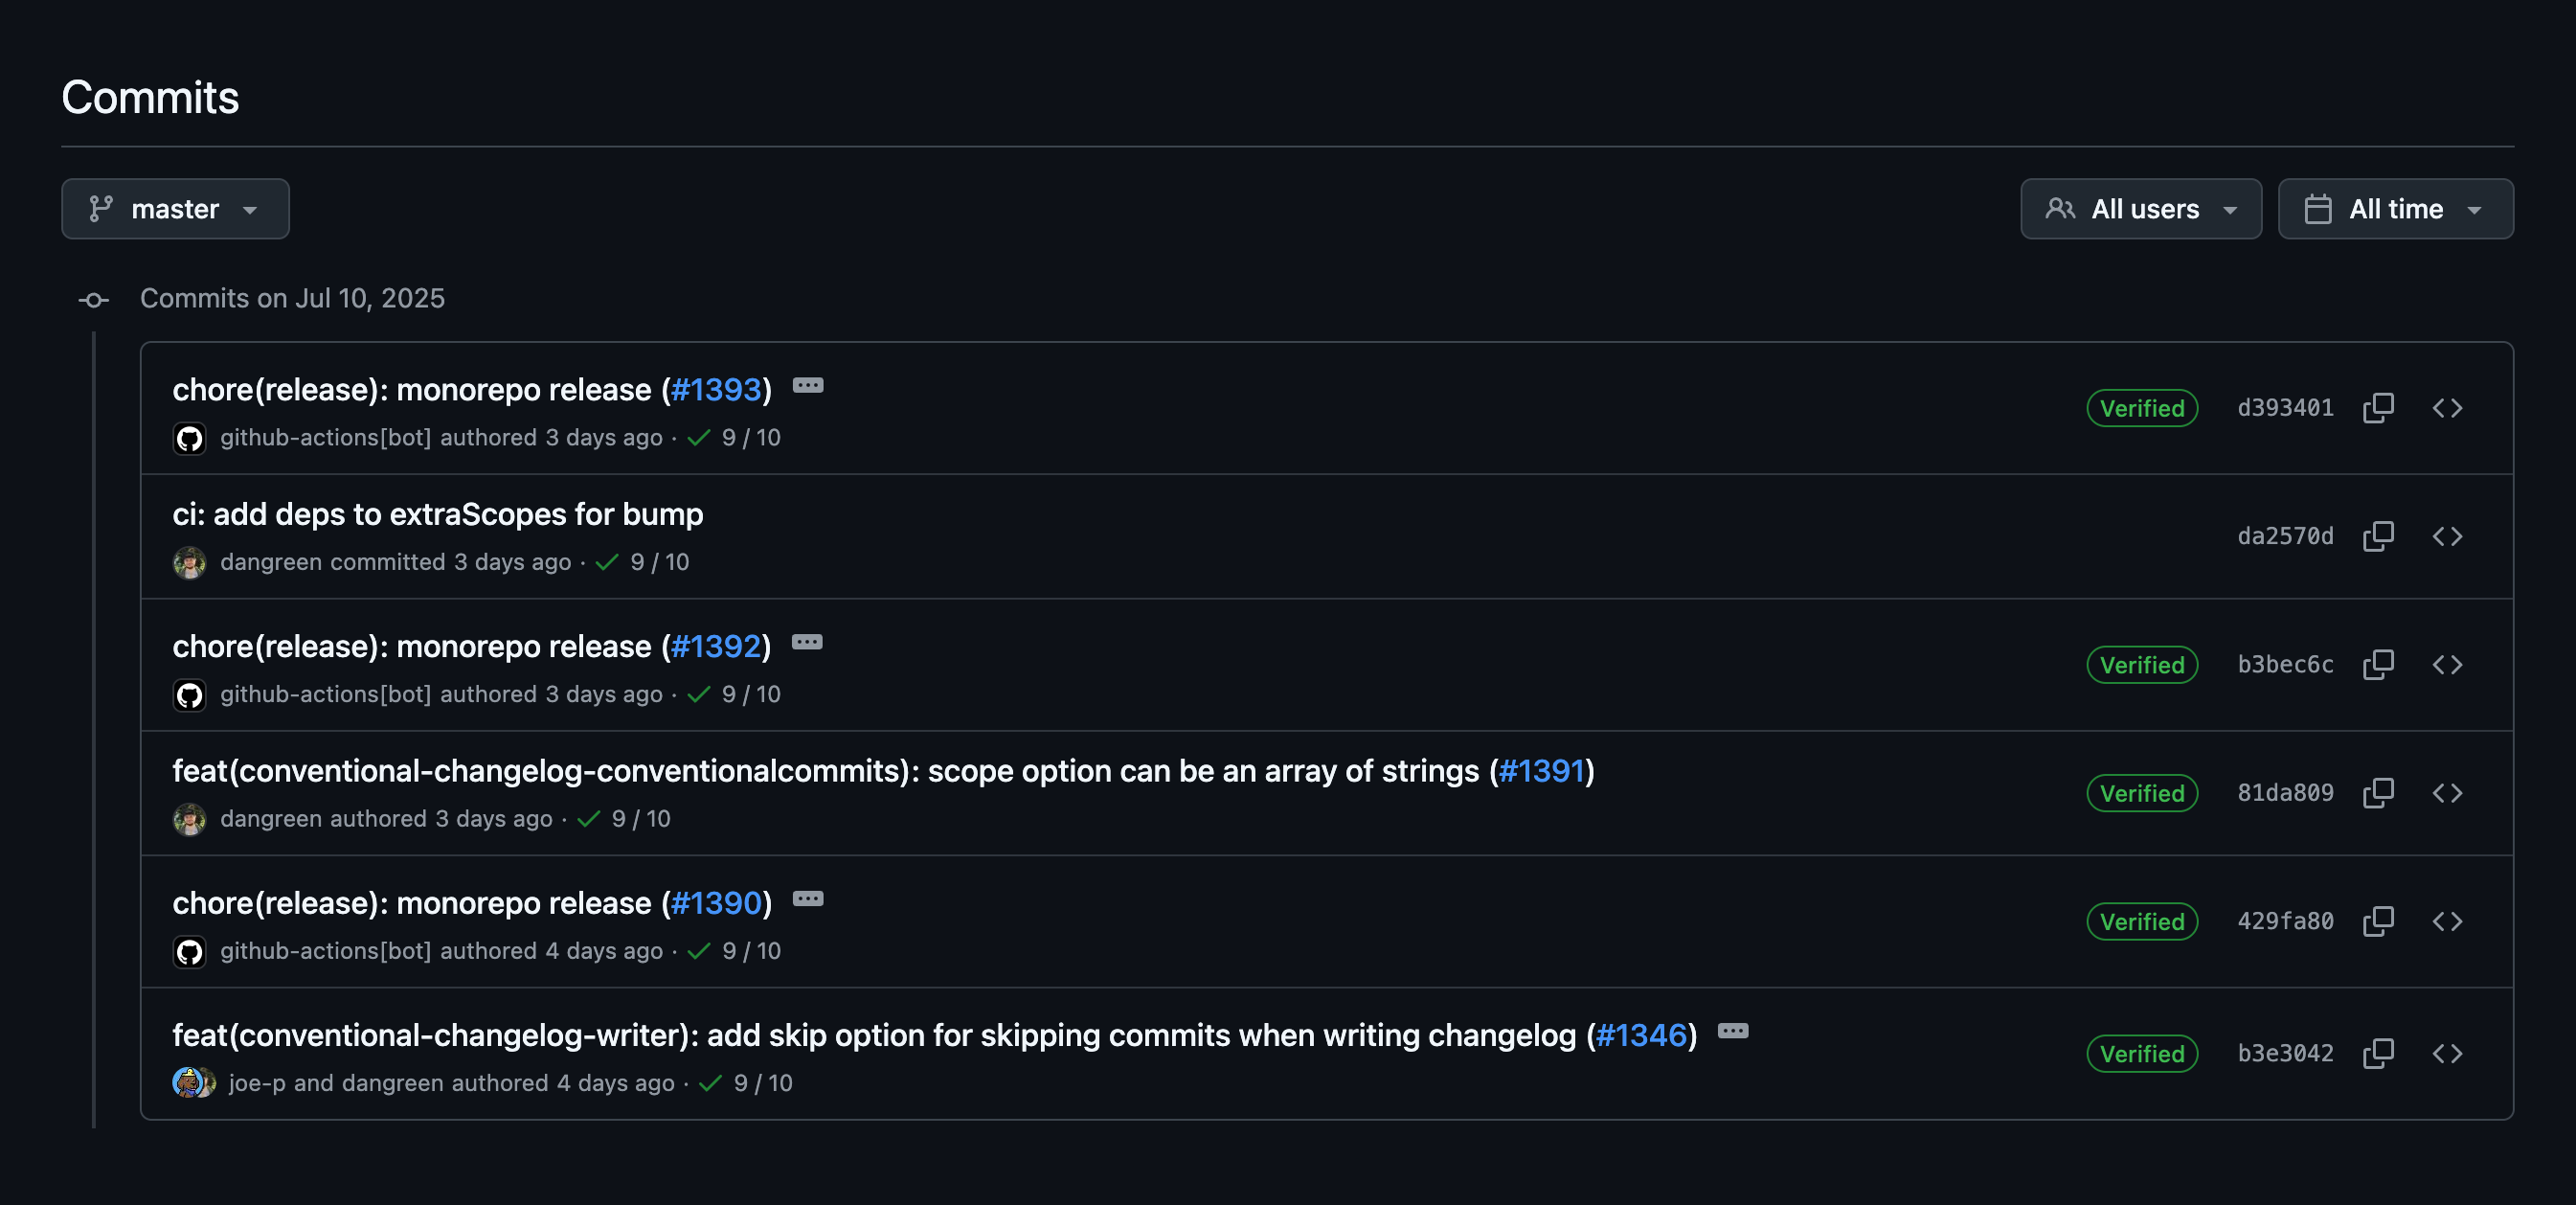 Commits
master
All users
All time
Commits on Jul 10, 2025
chore(release): monorepo release (#1393)
github-actions[bot] authored 3 days ago · 9 / 10
Verified
d393401
ci: add deps to extraScopes for bump
dangreen committed 3 days ago · 9 / 10
da2570d
chore(release): monorepo release (#1392)
github-actions[bot] authored 3 days ago · 9 / 10
Verified
b3bec6c
feat(conventional-changelog-conventionalcommits): scope option can be an array of strings (#1391)
dangreen authored 3 days ago · 9 / 10
Verified
81da809
chore(release): monorepo release (#1390)
github-actions[bot] authored 4 days ago · 9 / 10
Verified
429fa80
feat(conventional-changelog-writer): add skip option for skipping commits when writing changelog (#1346)
joe-p and dangreen authored 4 days ago · 9 / 10
Verified
b3e3042